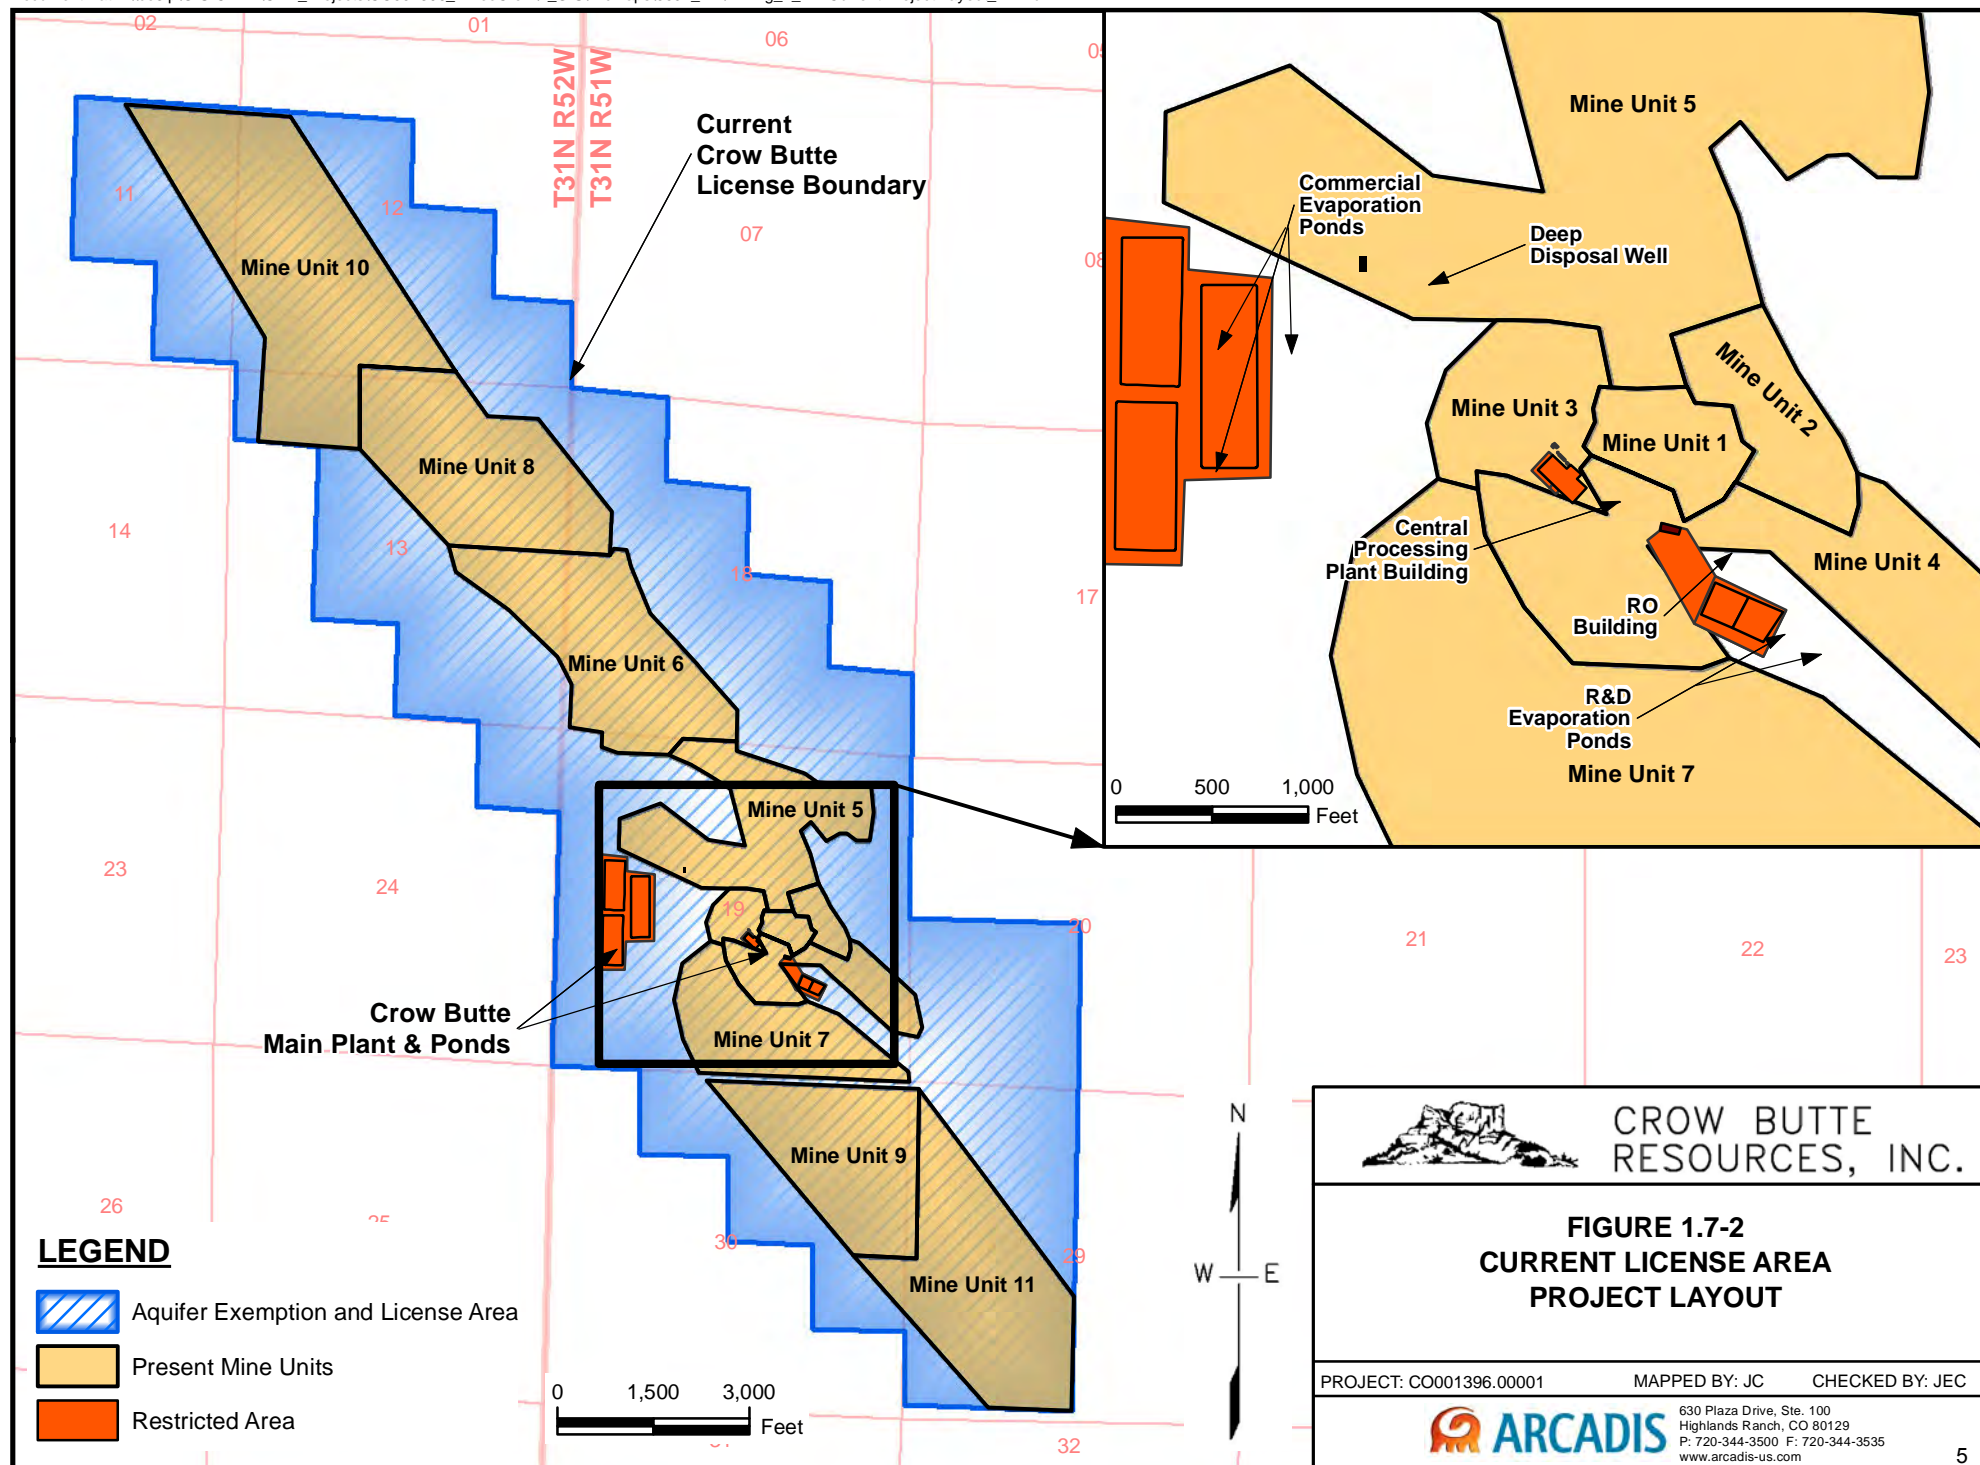 02
01
06
T31N R52W
T31N R51W
Current
Crow Butte
License Boundary
11
12
07
08
Mine Unit 10
Mine Unit 8
14
13
18
17
Mine Unit 6
Mine Unit 5
23
24
19
20
21
22
23
Crow Butte
Main Plant & Ponds
Mine Unit 7
Mine Unit 9
26
25
30
29
Mine Unit 11
32
Mine Unit 5
Commercial
Evaporation
Ponds
Deep
Disposal Well
Mine Unit 3
Mine Unit 2
Mine Unit 1
Central
Processing
Plant Building
Mine Unit 4
RO
Building
R&D
Evaporation
Ponds
Mine Unit 7
0 500 1,000
Feet
LEGEND
Aquifer Exemption and License Area
Present Mine Units
Restricted Area
0 1,500 3,000
Feet
N
W E
CROW BUTTE
RESOURCES, INC.
FIGURE 1.7-2
CURRENT LICENSE AREA
PROJECT LAYOUT
PROJECT: CO001396.00001 MAPPED BY: JC CHECKED BY: JEC
ARCADIS
630 Plaza Drive, Ste. 100
Highlands Ranch, CO 80129
P: 720-344-3500 F: 720-344-3535
www.arcadis-us.com
5